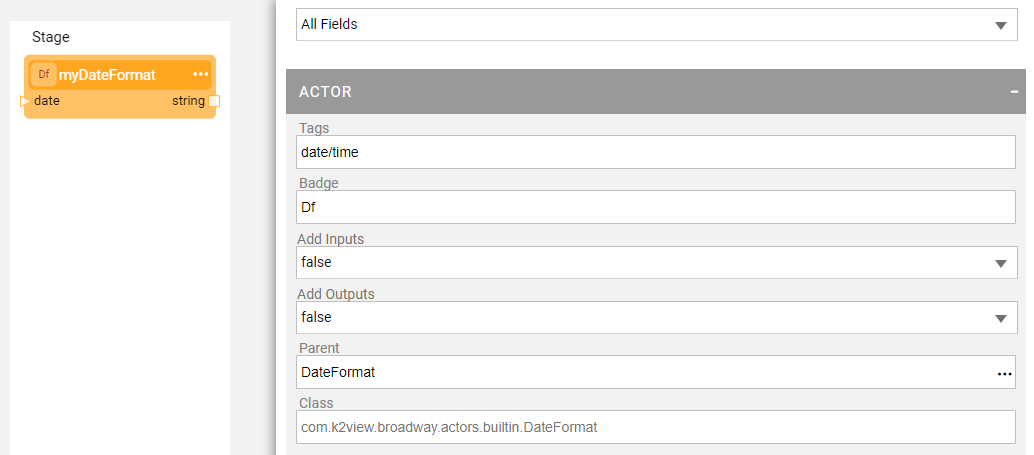 Stage
Df myDateFormat ...
date string
All Fields
ACTOR
Tags
date/time
Badge
Df
Add Inputs
false
Add Outputs
false
Parent
DateFormat ...
Class
com.k2view.broadway.actors.builtin.DateFormat